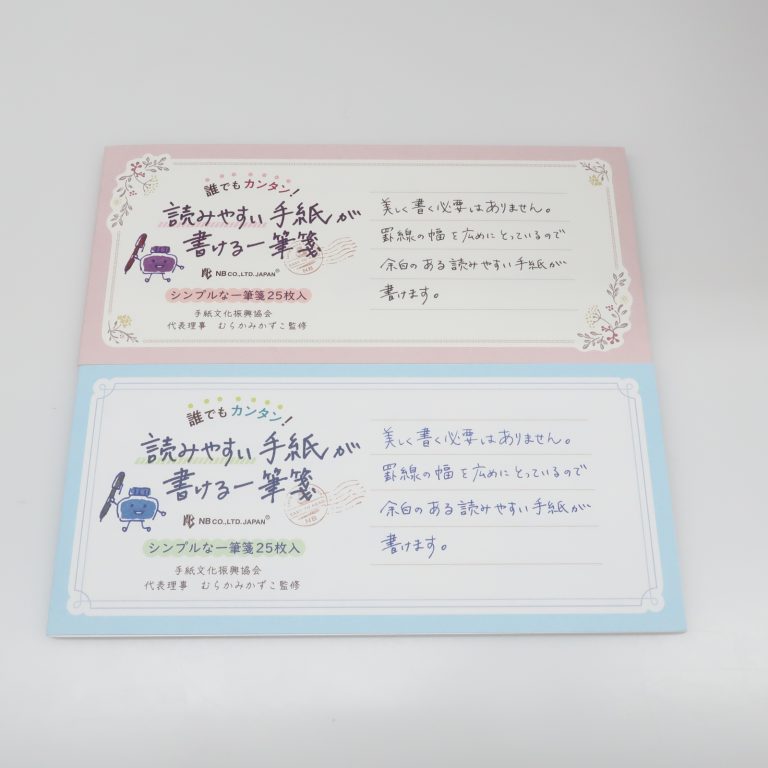 誰でもカンタン!
読みやすい手紙が
書ける一筆箋
NB CO.,LTD. JAPAN®
シンプルな一筆箋25枚入
手紙文化振興協会
代表理事 むらかみかずこ監修
美しく書く必要はありません。
罫線の幅を広めにとっているので
余白のある読みやすい手紙が
書けます。
誰でもカンタン!
読みやすい手紙が
書ける一筆箋
NB CO.,LTD. JAPAN®
シンプルな一筆箋25枚入
手紙文化振興協会
代表理事 むらかみかずこ監修
美しく書く必要はありません。
罫線の幅を広めにとっているので
余白のある読みやすい手紙が
書けます。